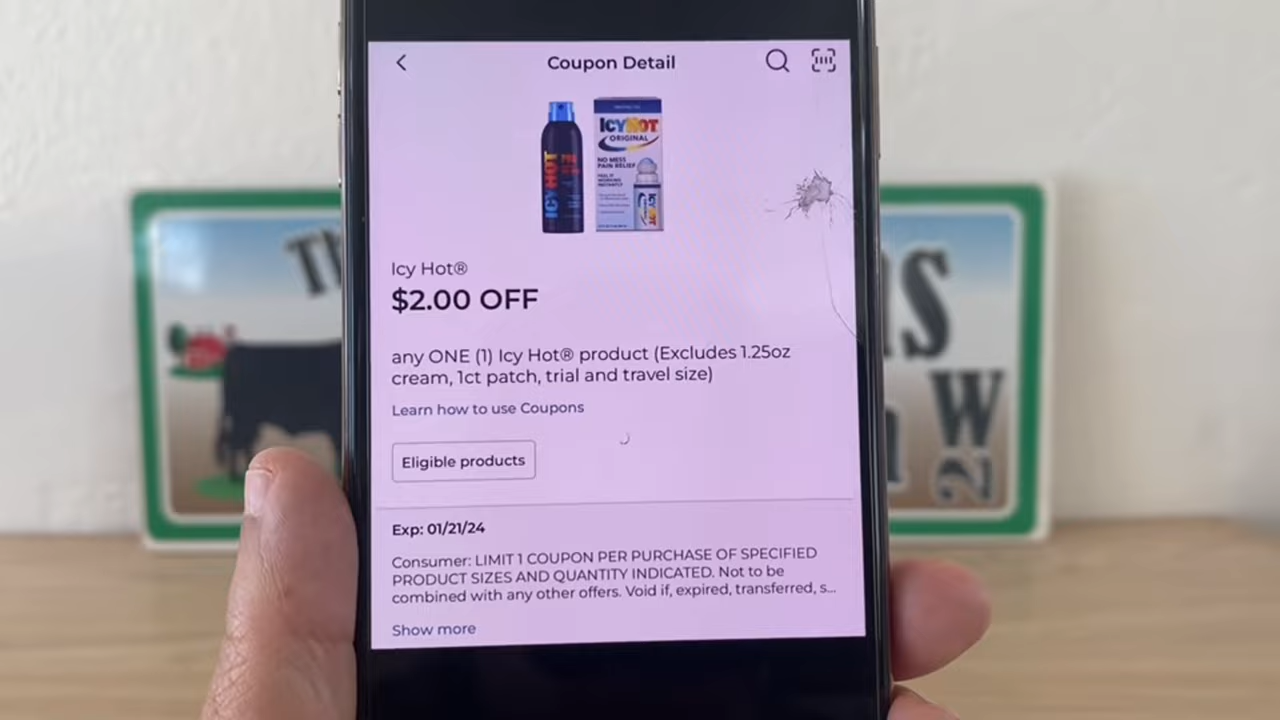 Coupon Detail
ICY HOT
ICY HOT
ORIGINAL
NO MESS
PAIN RELIEF
ICY HOT
Icy Hot®
$2.00 OFF
any ONE (1) Icy Hot® product (Excludes 1.25oz
cream, 1ct patch, trial and travel size)
Learn how to use Coupons
Eligible products
Exp: 01/21/24
Consumer: LIMIT 1 COUPON PER PURCHASE OF SPECIFIED
PRODUCT SIZES AND QUANTITY INDICATED. Not to be
combined with any other offers. Void if, expired, transferred, s...
Show more